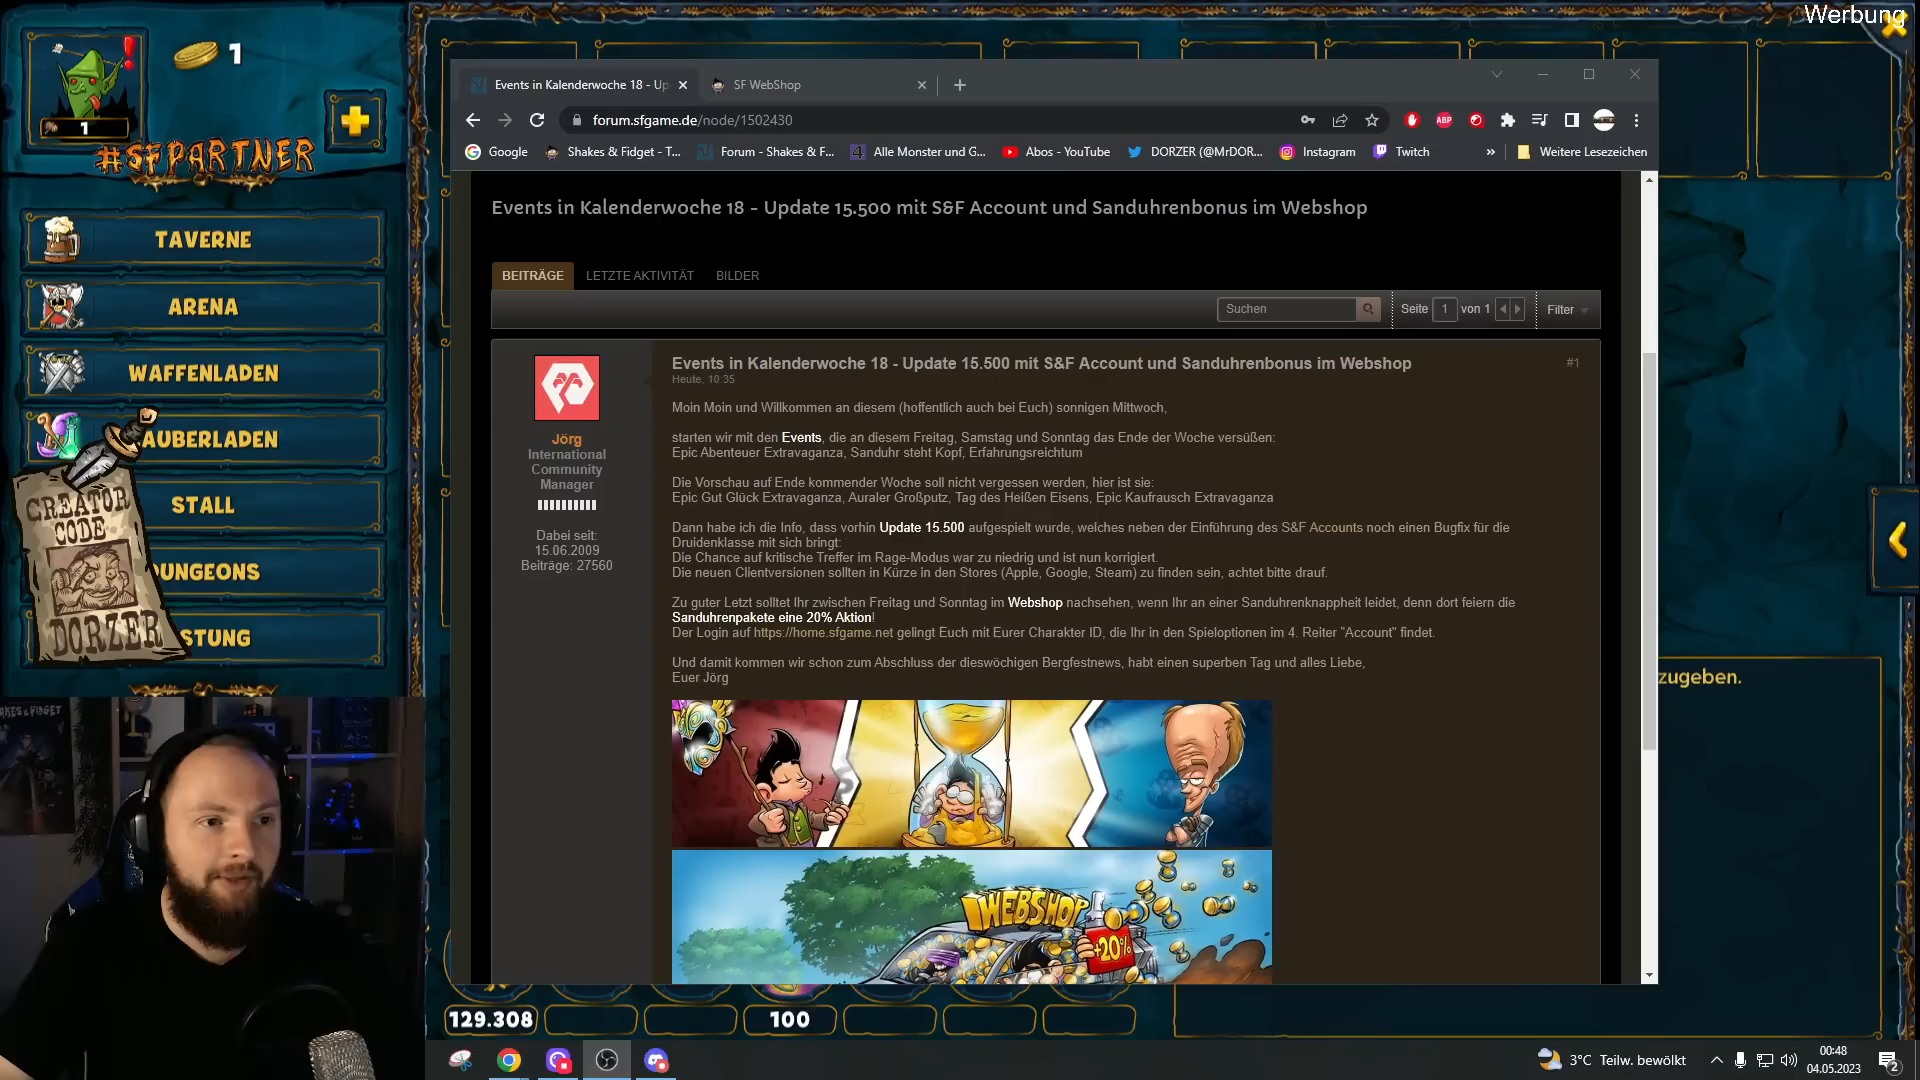 Werbung
1
1
#SFPARTNER
TAVERNE
ARENA
WAFFENLADEN
AUBERLADEN
STALL
DUNGEONS
STUNG
CREATOR
CODE
DORZER
Events in Kalenderwoche 18 - Up
SF WebShop
forum.sfgame.de/node/1502430
ABP
Google
Shakes & Fidget - T...
Forum - Shakes & F...
Alle Monster und G...
Abos - YouTube
DORZER (@MrDOR...
Instagram
Twitch
»
Weitere Lesezeichen
Events in Kalenderwoche 18 - Update 15.500 mit S&F Account und Sanduhrenbonus im Webshop
BEITRÄGE
LETZTE AKTIVITÄT
BILDER
Suchen
Seite 1 von 1
Filter
Events in Kalenderwoche 18 - Update 15.500 mit S&F Account und Sanduhrenbonus im Webshop
#1
Heute, 10:35
Jörg
International
Community
Manager
Dabei seit:
15.06.2009
Beiträge: 27560
Moin Moin und Willkommen an diesem (hoffentlich auch bei Euch) sonnigen Mittwoch,
starten wir mit den Events, die an diesem Freitag, Samstag und Sonntag das Ende der Woche versüßen:
Epic Abenteuer Extravaganza, Sanduhr steht Kopf, Erfahrungsreichtum
Die Vorschau auf Ende kommender Woche soll nicht vergessen werden, hier ist sie:
Epic Gut Glück Extravaganza, Auraler Großputz, Tag des Heißen Eisens, Epic Kaufrausch Extravaganza
Dann habe ich die Info, dass vorhin Update 15.500 aufgespielt wurde, welches neben der Einführung des S&F Accounts noch einen Bugfix für die
Druidenklasse mit sich bringt:
Die Chance auf kritische Treffer im Rage-Modus war zu niedrig und ist nun korrigiert.
Die neuen Clientversionen sollten in Kürze in den Stores (Apple, Google, Steam) zu finden sein, achtet bitte drauf.
Zu guter Letzt solltet Ihr zwischen Freitag und Sonntag im Webshop nachsehen, wenn Ihr an einer Sanduhrenknappheit leidet, denn dort feiern die
Sanduhrenpakete eine 20% Aktion!
Der Login auf https://home.sfgame.net gelingt Euch mit Eurer Charakter ID, die Ihr in den Spieloptionen im 4. Reiter "Account" findet.
Und damit kommen wir schon zum Abschluss der dieswöchigen Bergfestnews, habt einen superben Tag und alles Liebe,
Euer Jörg
WEBSHOP
+20%
zugeben.
129.308
100
3°C Teilw. bewölkt
00:48
04.05.2023
2